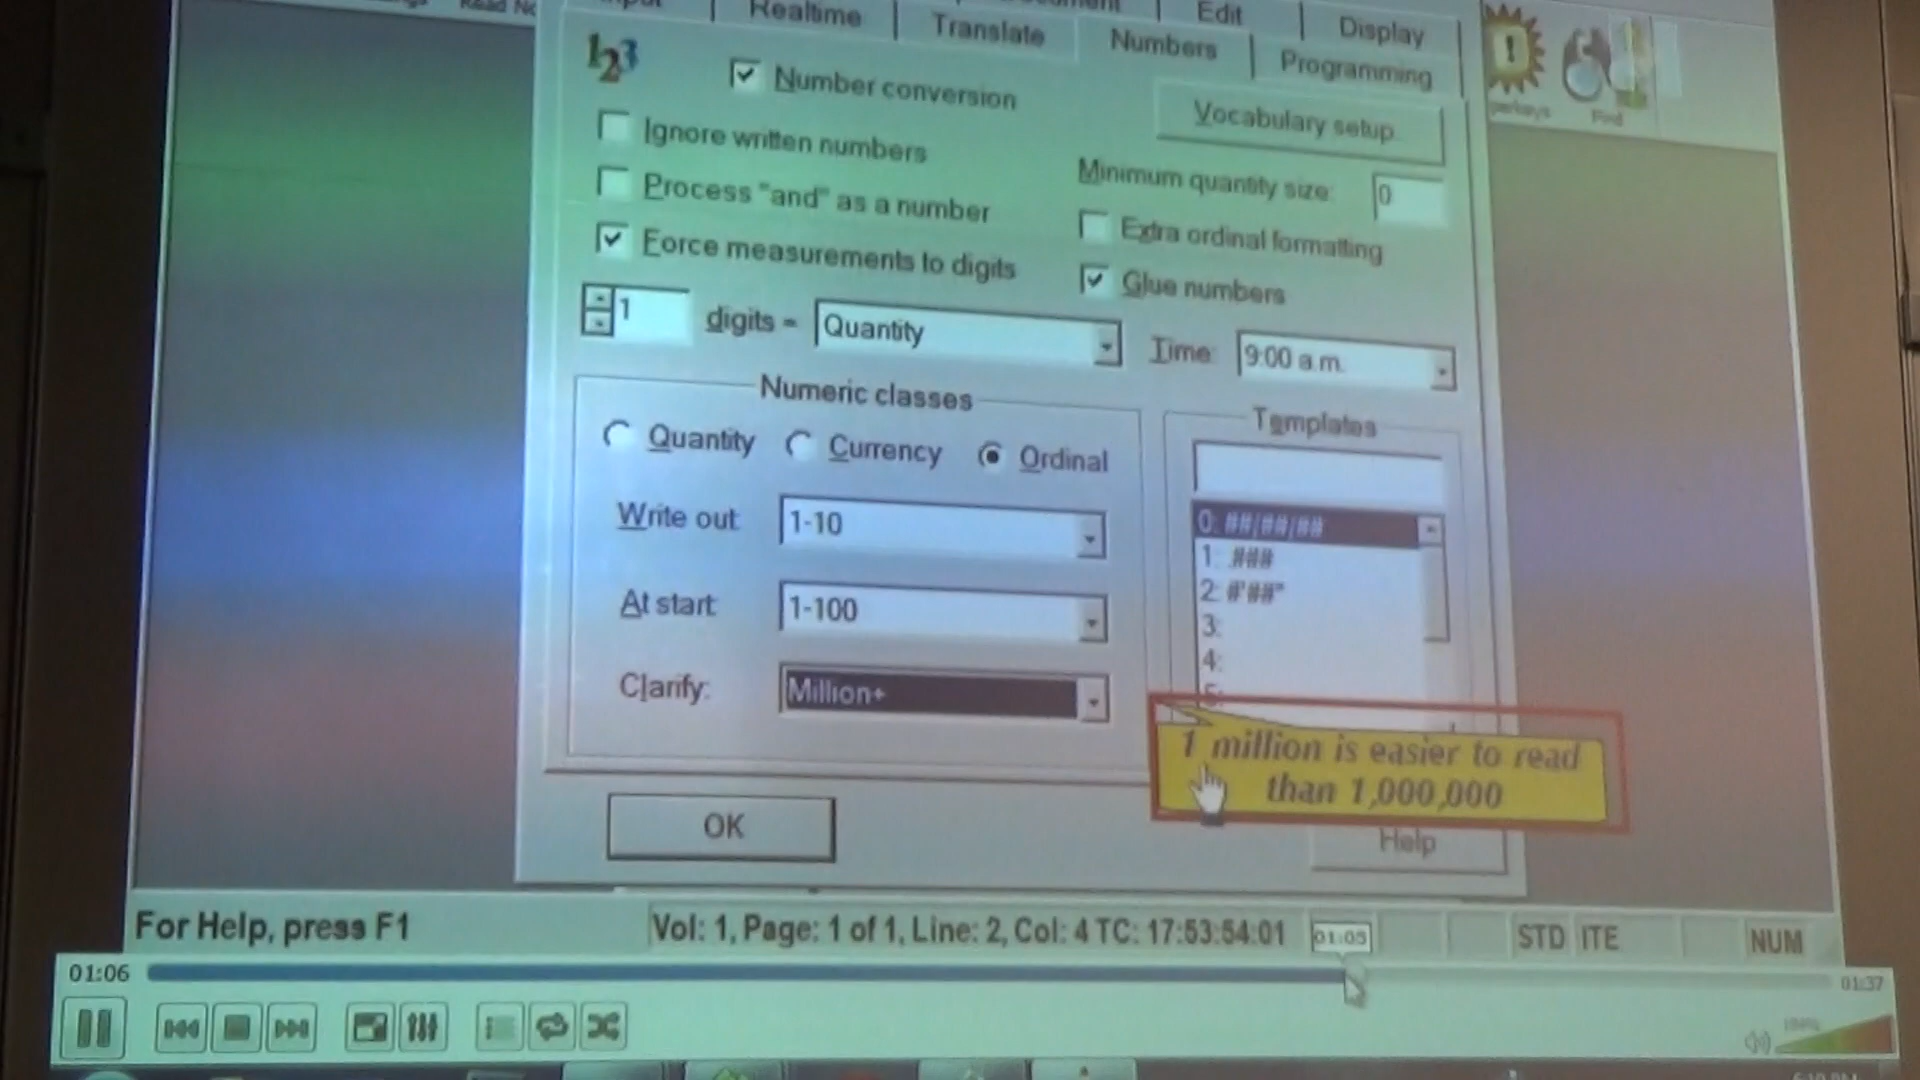 Realtime
Edit
Translate
Numbers
Display
Programming
123
Number conversion
Vocabulary setup
Ignore written numbers
Minimum quantity size: 0
Process "and" as a number
Extra ordinal formatting
Force measurements to digits
Glue numbers
1 digits = Quantity
Time: 9:00 a.m.
Numeric classes
Quantity Currency Ordinal
Write out: 1-10
At start: 1-100
Clarify: Million+
Templates
0: ##/##/##
1: ###
2: #'##"
3:
4:
5:
1 million is easier to read
than 1,000,000
OK
Help
Find
For Help, press F1
Vol: 1, Page: 1 of 1, Line: 2, Col: 4 TC: 17:53:54:01
STD ITE
NUM
01:05
01:06
01:37